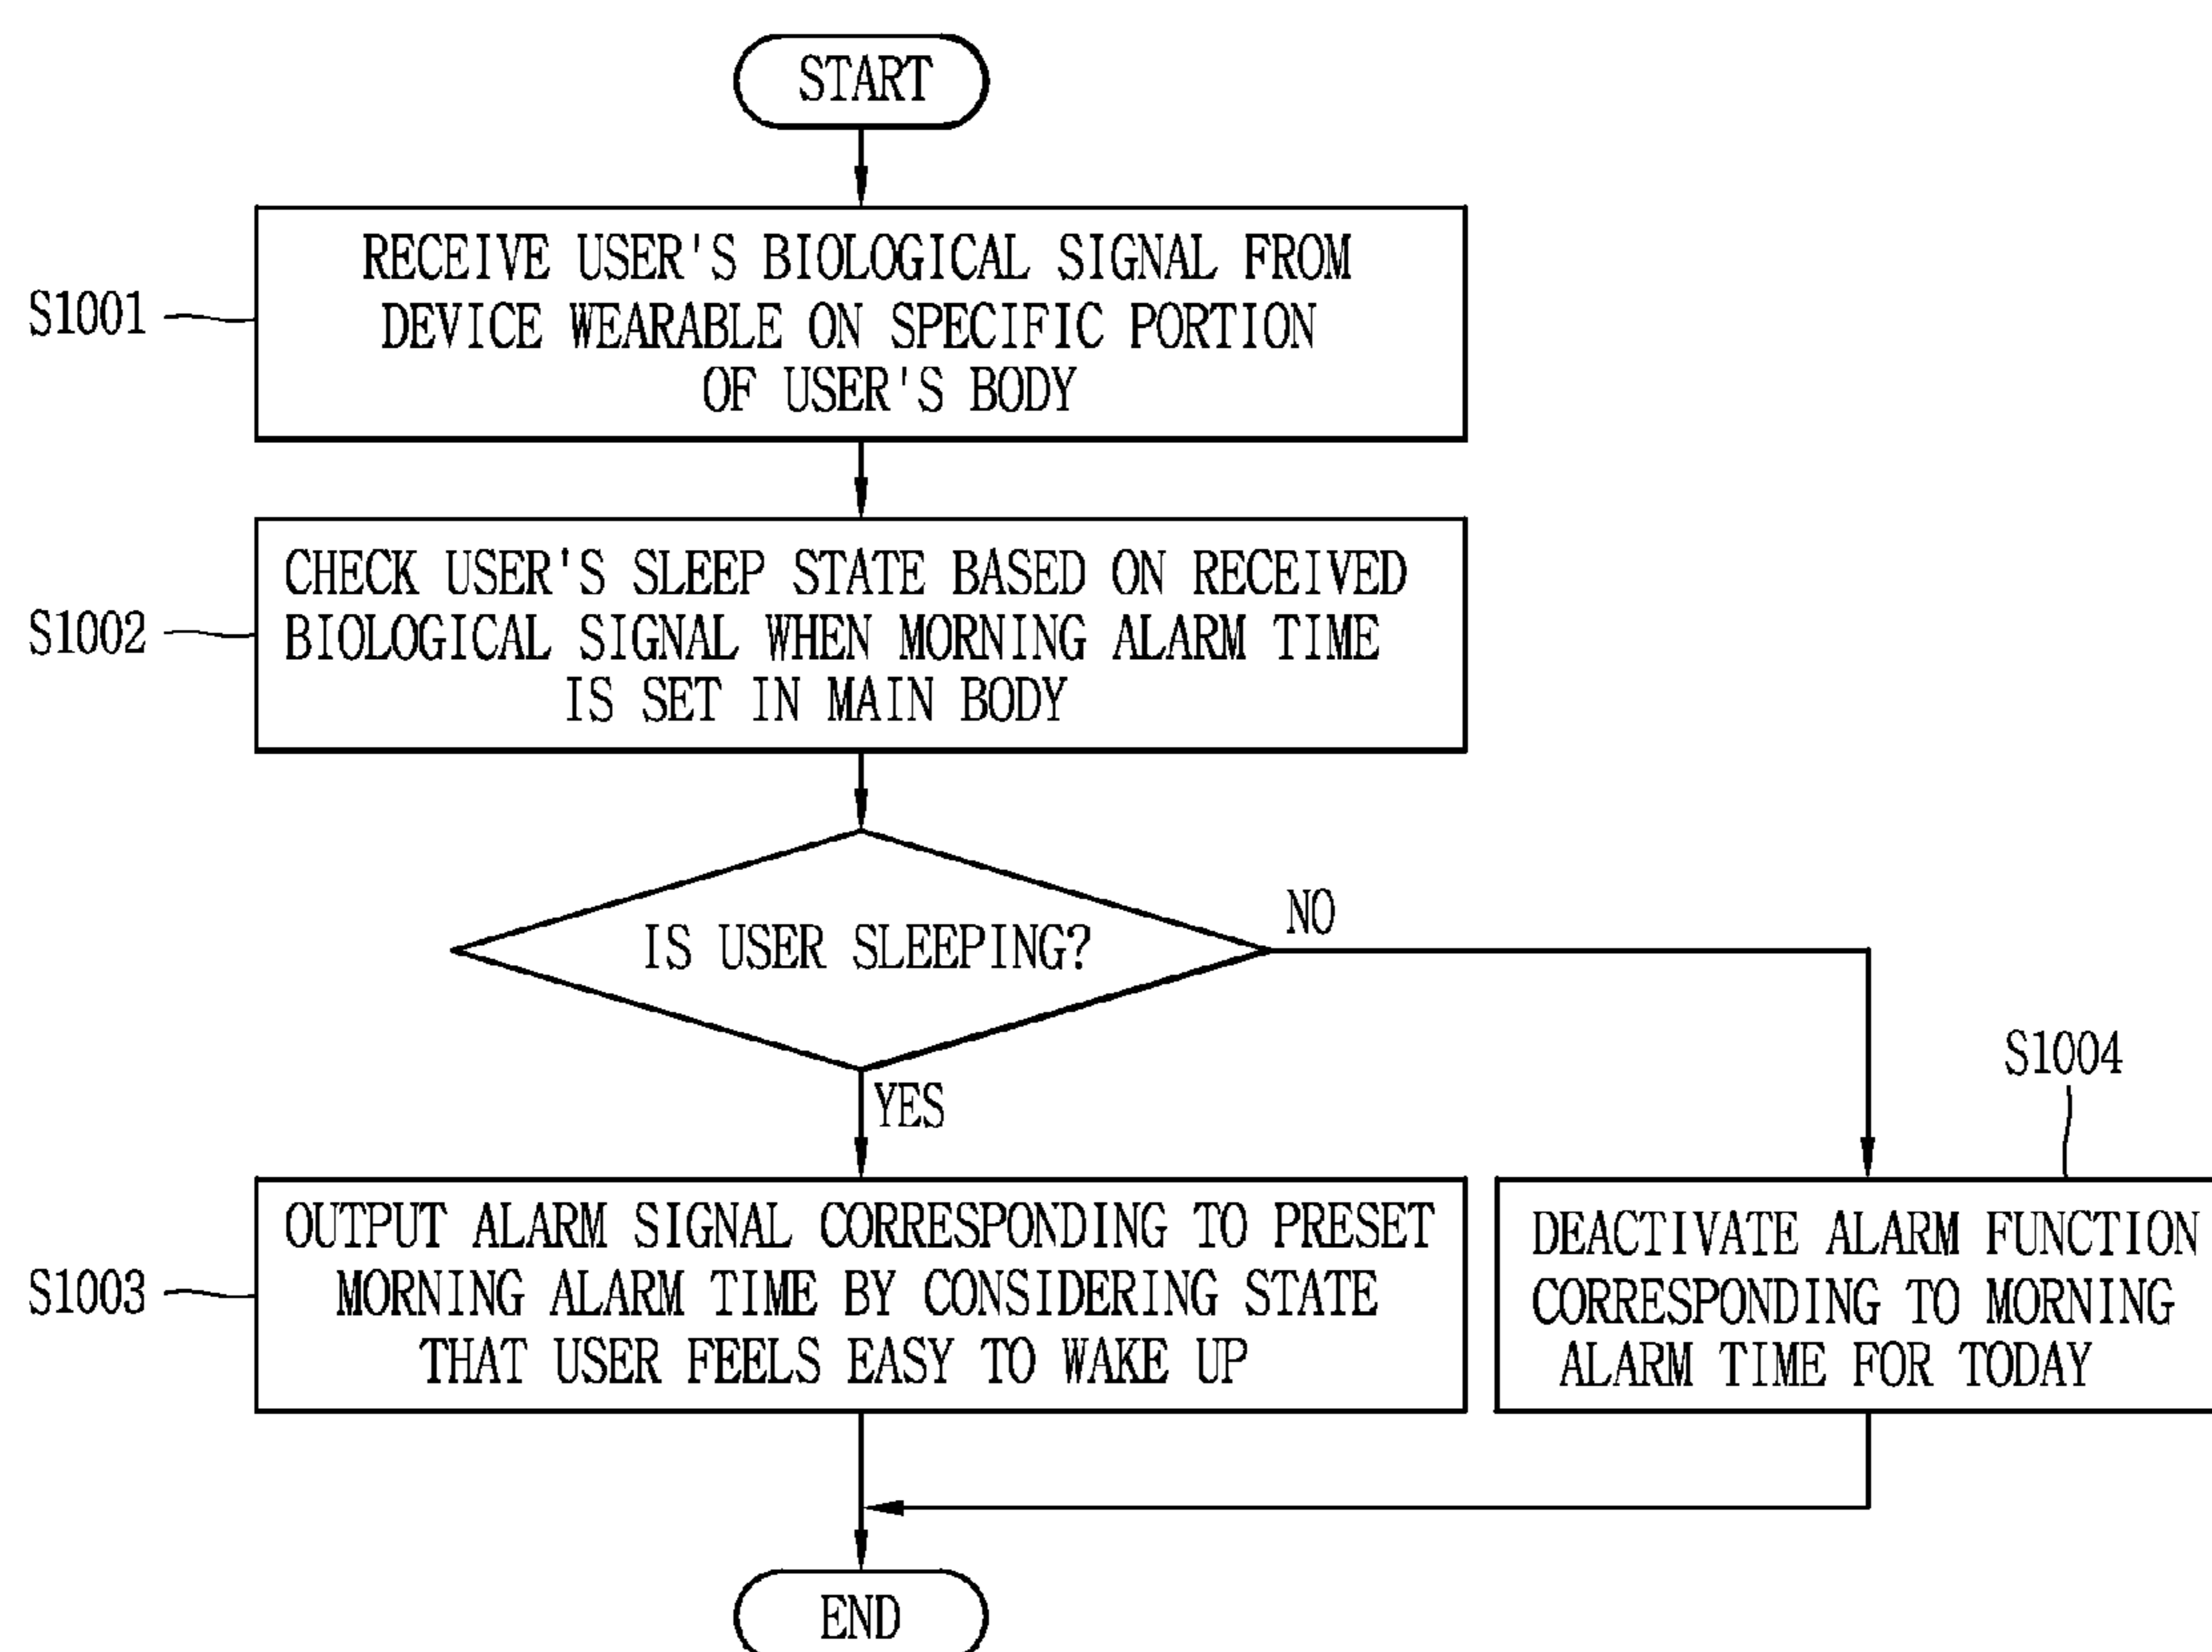 START
S1001
RECEIVE USER'S BIOLOGICAL SIGNAL FROM
DEVICE WEARABLE ON SPECIFIC PORTION
OF USER'S BODY
S1002
CHECK USER'S SLEEP STATE BASED ON RECEIVED
BIOLOGICAL SIGNAL WHEN MORNING ALARM TIME
IS SET IN MAIN BODY
IS USER SLEEPING?
NO
YES
S1003
OUTPUT ALARM SIGNAL CORRESPONDING TO PRESET
MORNING ALARM TIME BY CONSIDERING STATE
THAT USER FEELS EASY TO WAKE UP
S1004
DEACTIVATE ALARM FUNCTION
CORRESPONDING TO MORNING
ALARM TIME FOR TODAY
END